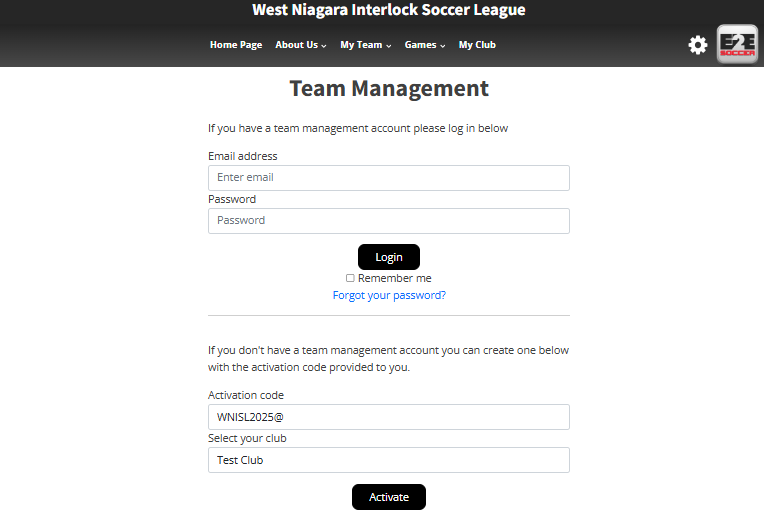 West Niagara Interlock Soccer League
Home Page About Us My Team Games My Club
E2E
SOCCER
Team Management
If you have a team management account please log in below
Email address
Enter email
Password
Password
Login
Remember me
Forgot your password?
If you don't have a team management account you can create one below
with the activation code provided to you.
Activation code
WNISL2025@
Select your club
Test Club
Activate